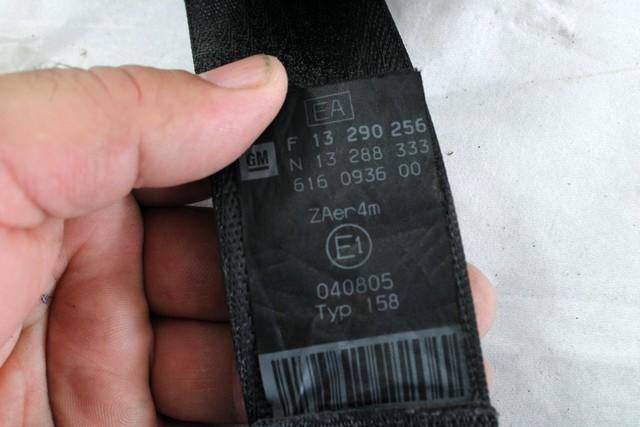 EA
F 13 290 256
GM N 13 288 333
616 0936 00
ZAer4m
E1
040805
Typ 158